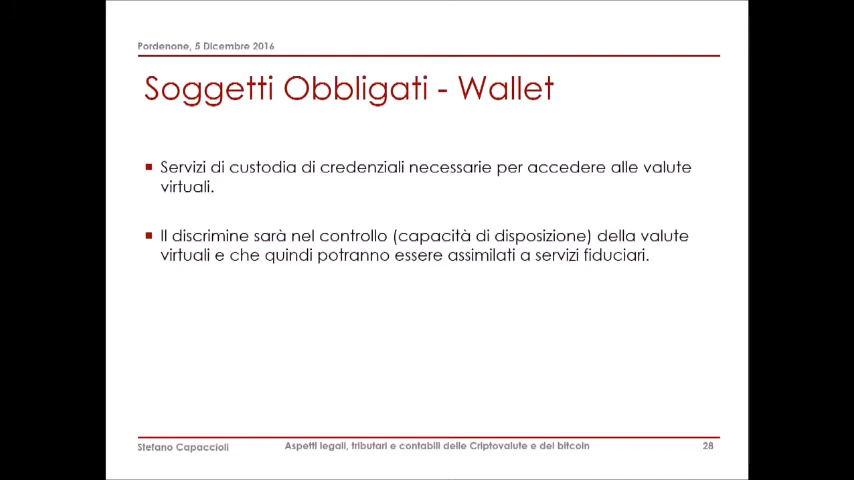 Pordenone, 5 Dicembre 2016
Soggetti Obbligati - Wallet
Servizi di custodia di credenziali necessarie per accedere alle valute
virtuali.
Il discrimine sarà nel controllo (capacità di disposizione) della valute
virtuali e che quindi potranno essere assimilati a servizi fiduciari.
Stefano Capaccioli
Aspetti legali, tributari e contabili delle Criptovalute e dei bitcoin
28